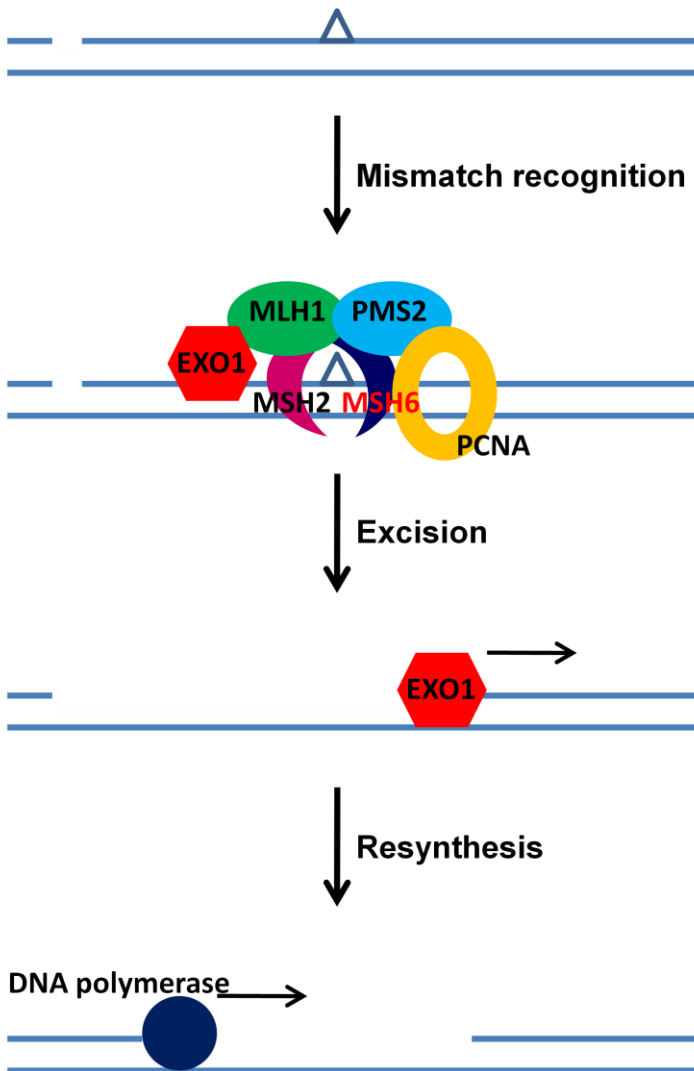 Mismatch recognition
MLH1
PMS2
EXO1
MSH2
MSH6
PCNA
Excision
EXO1
Resynthesis
DNA polymerase